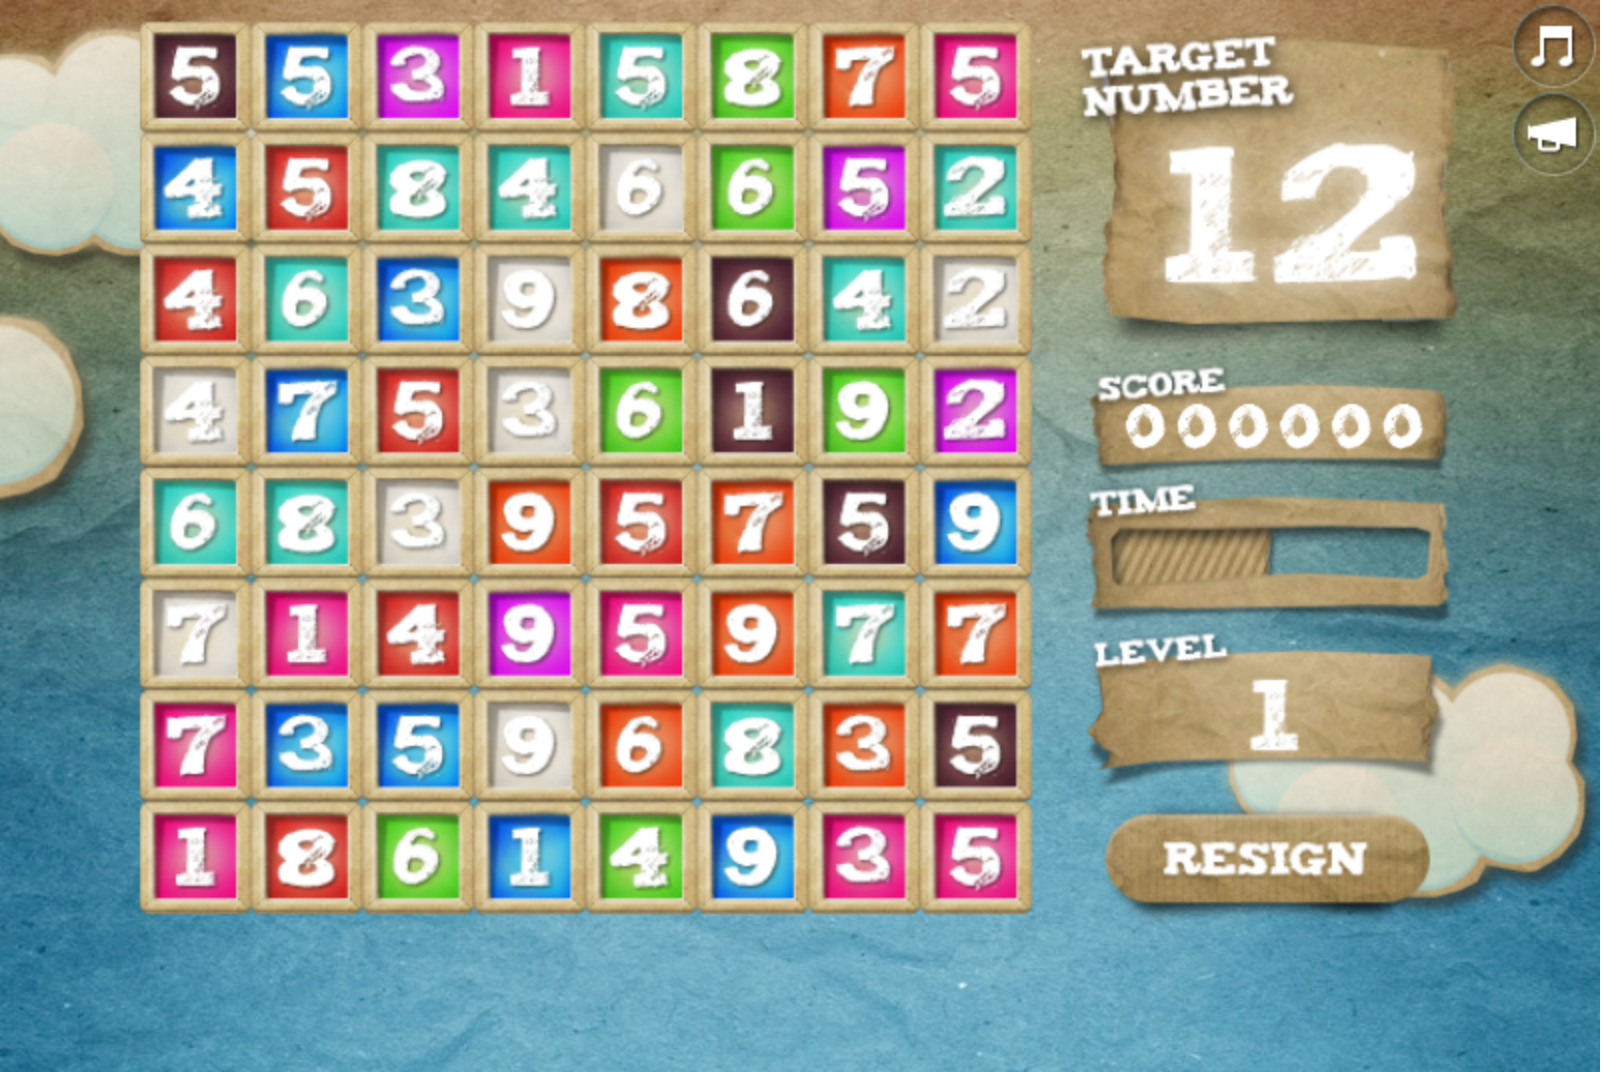 5 5 3 1 5 8 7 5
4 5 8 4 6 6 5 2
4 6 3 9 8 6 4 2
4 7 5 3 6 1 9 2
6 8 3 9 5 7 5 9
7 1 4 9 5 9 7 7
7 3 5 9 6 8 3 5
1 8 6 1 4 9 3 5
TARGET
NUMBER
12
SCORE
000000
TIME
LEVEL
1
RESIGN